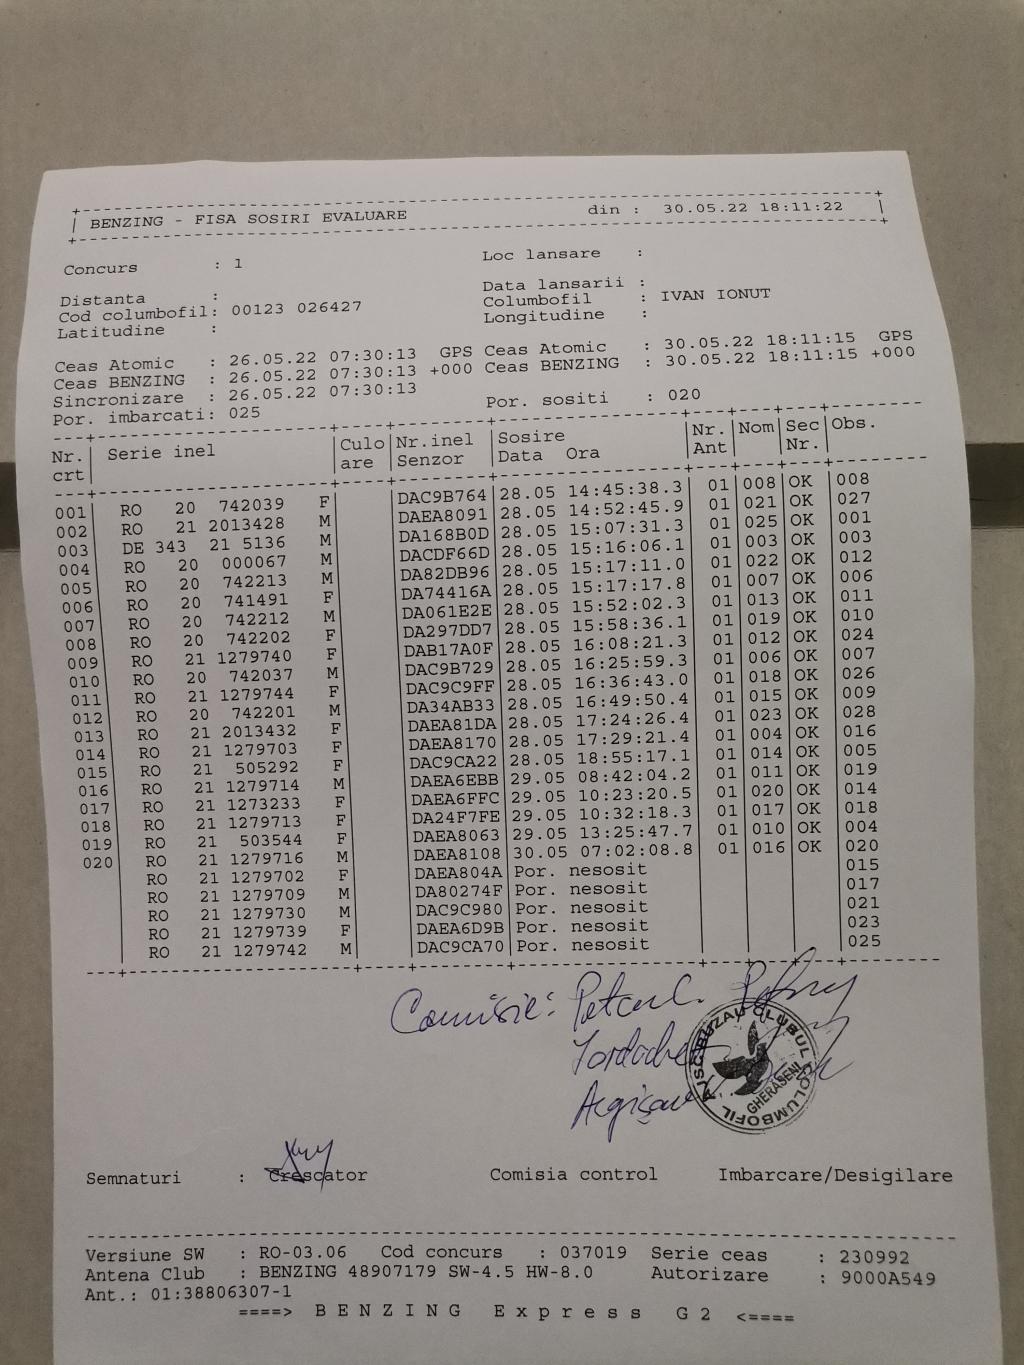 BENZING - FISA SOSIRI EVALUARE din : 30.05.22 18:11:22
Concurs : 1 Loc lansare :
Distanta : Data lansarii :
Cod columbofil: 00123 026427 Columbofil : IVAN IONUT
Latitudine : Longitudine :
Ceas Atomic : 26.05.22 07:30:13 GPS Ceas Atomic : 30.05.22 18:11:15 GPS
Ceas BENZING : 26.05.22 07:30:13 +000 Ceas BENZING : 30.05.22 18:11:15 +000
Sincronizare : 26.05.22 07:30:13
Por. imbarcati: 025 Por. sositi : 020
Nr. Serie inel Culo Nr.inel Sosire Nr. Nom Sec Obs.
crt are Senzor Data Ora Ant Nr.
001 RO 20 742039 F DAC9B764 28.05 14:45:38.3 01 008 OK 008
002 RO 21 2013428 M DAEA8091 28.05 14:52:45.9 01 021 OK 027
003 DE 343 21 5136 M DA168B0D 28.05 15:07:31.3 01 025 OK 001
004 RO 20 000067 M DACDF66D 28.05 15:16:06.1 01 003 OK 003
005 RO 20 742213 M DA82DB96 28.05 15:17:11.0 01 022 OK 012
006 RO 20 741491 F DA74416A 28.05 15:17:17.8 01 007 OK 006
007 RO 20 742212 M DA061E2E 28.05 15:52:02.3 01 013 OK 011
008 RO 20 742202 F DA297DD7 28.05 15:58:36.1 01 019 OK 010
009 RO 21 1279740 F DAB17A0F 28.05 16:08:21.3 01 012 OK 024
010 RO 20 742037 M DAC9B729 28.05 16:25:59.3 01 006 OK 007
011 RO 21 1279744 F DAC9C9FF 28.05 16:36:43.0 01 018 OK 026
012 RO 20 742201 M DA34AB33 28.05 16:49:50.4 01 015 OK 009
013 RO 21 2013432 F DAEA81DA 28.05 17:24:26.4 01 023 OK 028
014 RO 21 1279703 F DAEA8170 28.05 17:29:21.4 01 004 OK 016
015 RO 21 505292 F DAC9CA22 28.05 18:55:17.1 01 014 OK 005
016 RO 21 1279714 M DAEA6EBB 29.05 08:42:04.2 01 011 OK 019
017 RO 21 1273233 F DAEA6FFC 29.05 10:23:20.5 01 020 OK 014
018 RO 21 1279713 F DA24F7FE 29.05 10:32:18.3 01 017 OK 018
019 RO 21 503544 F DAEA8063 29.05 13:25:47.7 01 010 OK 004
020 RO 21 1279716 M DAEA8108 30.05 07:02:08.8 01 016 OK 020
RO 21 1279702 F DAEA804A Por. nesosit 015
RO 21 1279709 M DA80274F Por. nesosit 017
RO 21 1279730 M DAC9C980 Por. nesosit 021
RO 21 1279739 F DAEA6D9B Por. nesosit 023
RO 21 1279742 M DAC9CA70 Por. nesosit 025
Comisie:
BUZAU CLUBUL COLUMBOFIL
GHERĂSENI
Semnaturi : Crescator Comisia control Imbarcare/Desigilare
Versiune SW : RO-03.06 Cod concurs : 037019 Serie ceas : 230992
Antena Club : BENZING 48907179 SW-4.5 HW-8.0 Autorizare : 9000A549
Ant.: 01:38806307-1
====> BENZING Express G2 <====